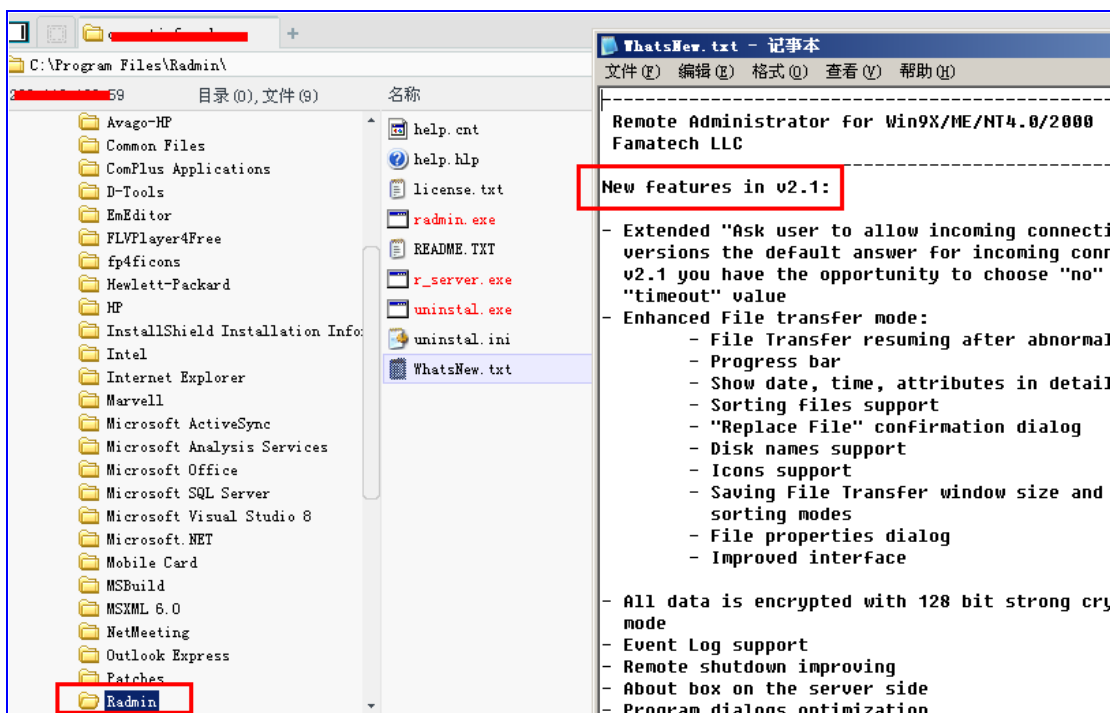 C:\Program Files\Radmin\
59
目录(0),文件(9)
名称
Avago-HP
Common Files
ComPlus Applications
D-Tools
EmEditor
FLVPlayer4Free
fp4ficons
Hewlett-Packard
HP
InstallShield Installation Info
Intel
Internet Explorer
Marvell
Microsoft ActiveSync
Microsoft Analysis Services
Microsoft Office
Microsoft SQL Server
Microsoft Visual Studio 8
Microsoft.NET
Mobile Card
MSBuild
MSXML 6.0
NetMeeting
Outlook Express
Patches
Radmin
help.cnt
help.hlp
license.txt
radmin.exe
README.TXT
r_server.exe
uninstal.exe
uninstal.ini
WhatsNew.txt
WhatsNew.txt - 记事本
文件(F) 编辑(E) 格式(O) 查看(V) 帮助(H)
Remote Administrator for Win9X/ME/NT4.0/2000
Famatech LLC
New features in v2.1:
- Extended "Ask user to allow incoming connecti
versions the default answer for incoming conn
v2.1 you have the opportunity to choose "no"
"timeout" value
- Enhanced File transfer mode:
- File Transfer resuming after abnormal
- Progress bar
- Show date, time, attributes in detail
- Sorting files support
- "Replace File" confirmation dialog
- Disk names support
- Icons support
- Saving File Transfer window size and
sorting modes
- File properties dialog
- Improved interface
- All data is encrypted with 128 bit strong cry
mode
- Event Log support
- Remote shutdown improving
- About box on the server side
- Program dialogs optimization